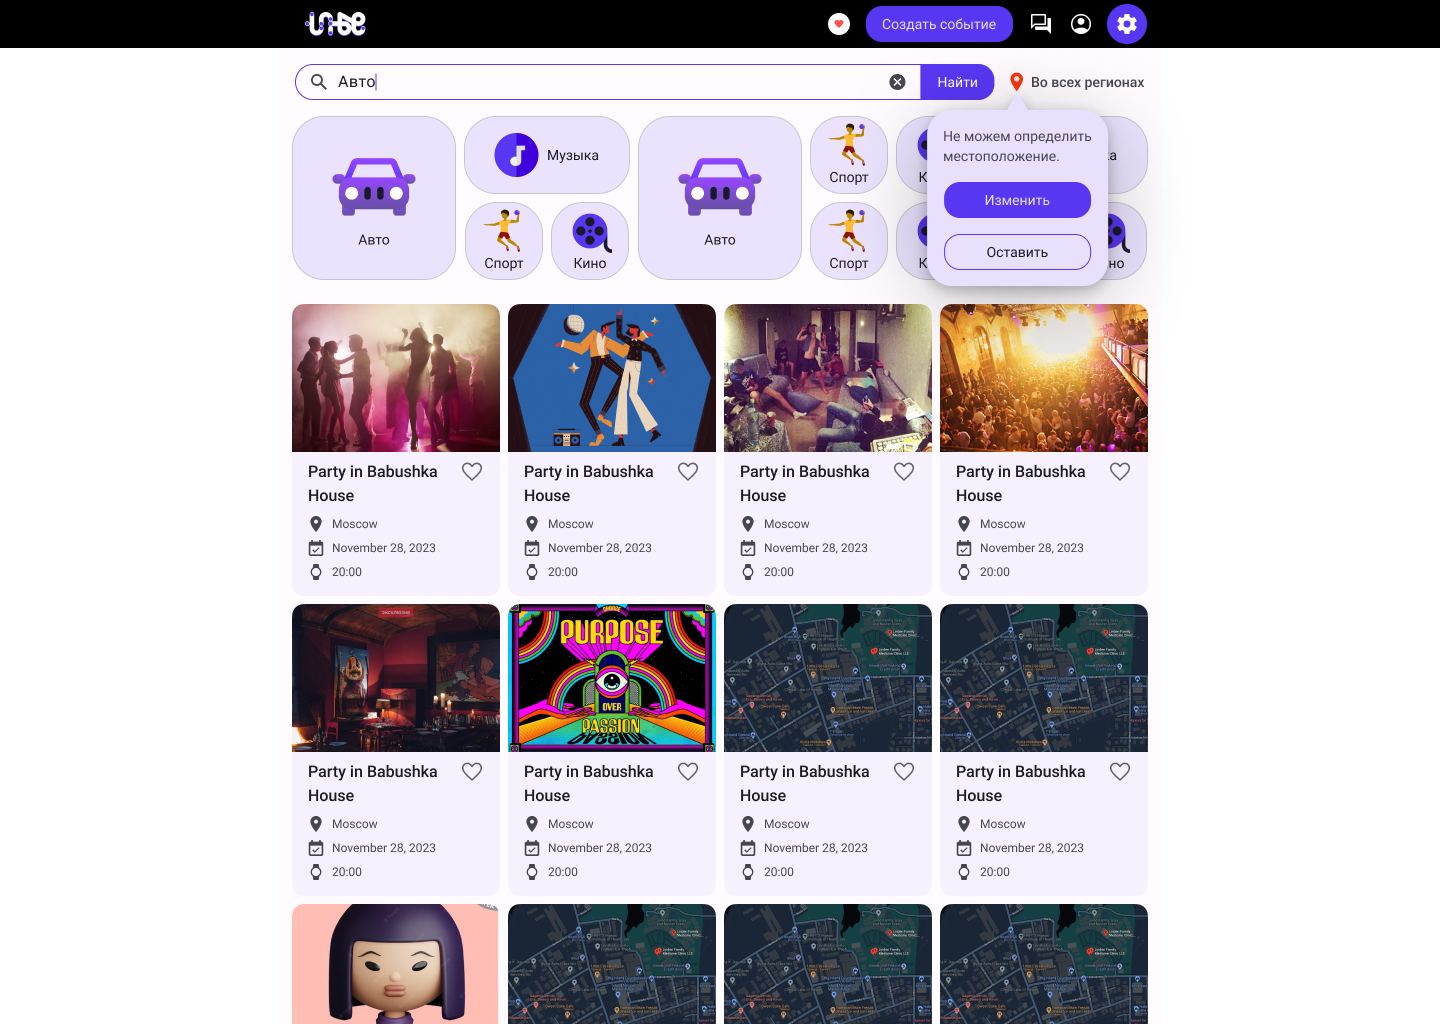 Создать событие
Авто
Найти
Во всех регионах
Не можем определить
местоположение.
Изменить
Оставить
Авто
Музыка
Спорт
Кино
Авто
Спорт
Спорт
Party in Babushka
House
Moscow
November 28, 2023
20:00
Party in Babushka
House
Moscow
November 28, 2023
20:00
Party in Babushka
House
Moscow
November 28, 2023
20:00
Party in Babushka
House
Moscow
November 28, 2023
20:00
PURPOSE
OVER
PASSION
Party in Babushka
House
Moscow
November 28, 2023
20:00
Party in Babushka
House
Moscow
November 28, 2023
20:00
Party in Babushka
House
Moscow
November 28, 2023
20:00
Party in Babushka
House
Moscow
November 28, 2023
20:00